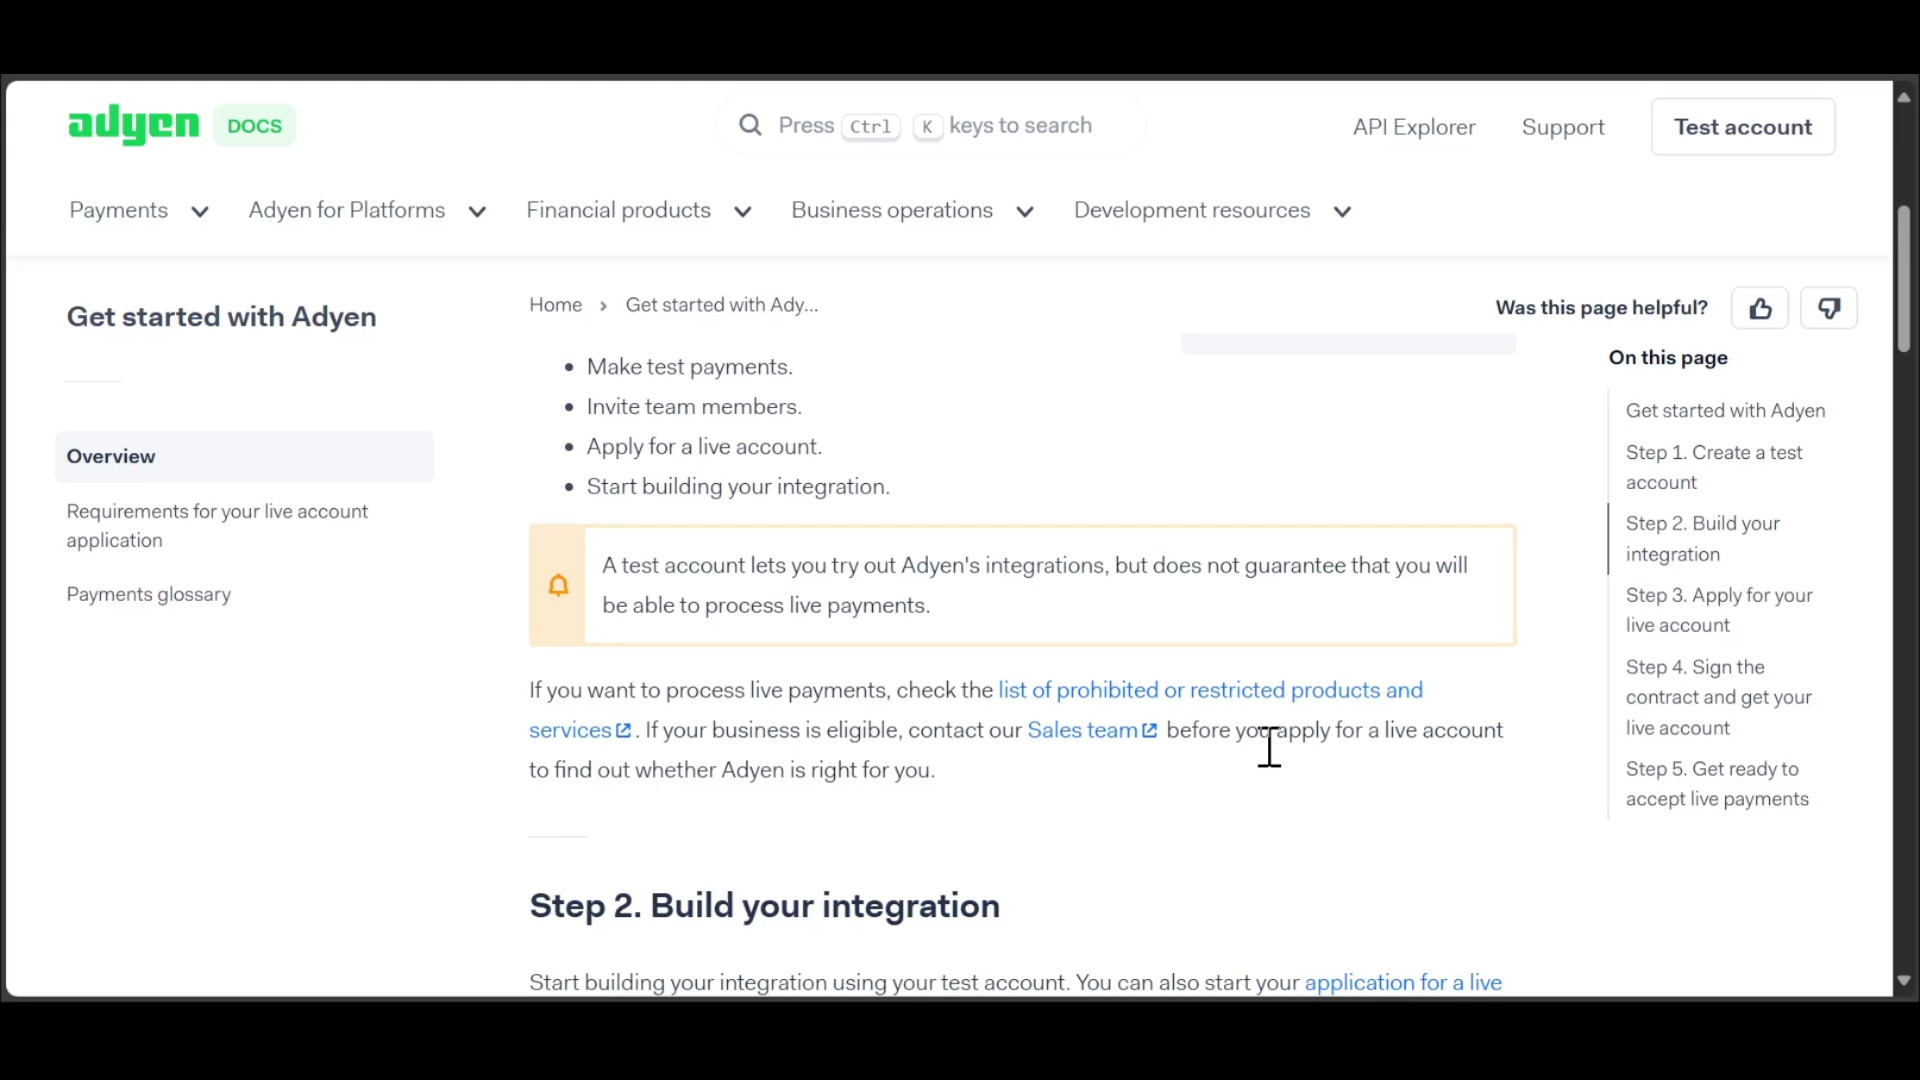 adyen DOCS
Press Ctrl K keys to search
API Explorer
Support
Test account
Payments
Adyen for Platforms
Financial products
Business operations
Development resources
Get started with Adyen
Overview
Requirements for your live account
application
Payments glossary
Home > Get started with Ady...
Was this page helpful?
• Make test payments.
• Invite team members.
• Apply for a live account.
• Start building your integration.
A test account lets you try out Adyen's integrations, but does not guarantee that you will
be able to process live payments.
If you want to process live payments, check the list of prohibited or restricted products and
services. If your business is eligible, contact our Sales team before you apply for a live account
to find out whether Adyen is right for you.
Step 2. Build your integration
Start building your integration using your test account. You can also start your application for a live
On this page
Get started with Adyen
Step 1. Create a test
account
Step 2. Build your
integration
Step 3. Apply for your
live account
Step 4. Sign the
contract and get your
live account
Step 5. Get ready to
accept live payments